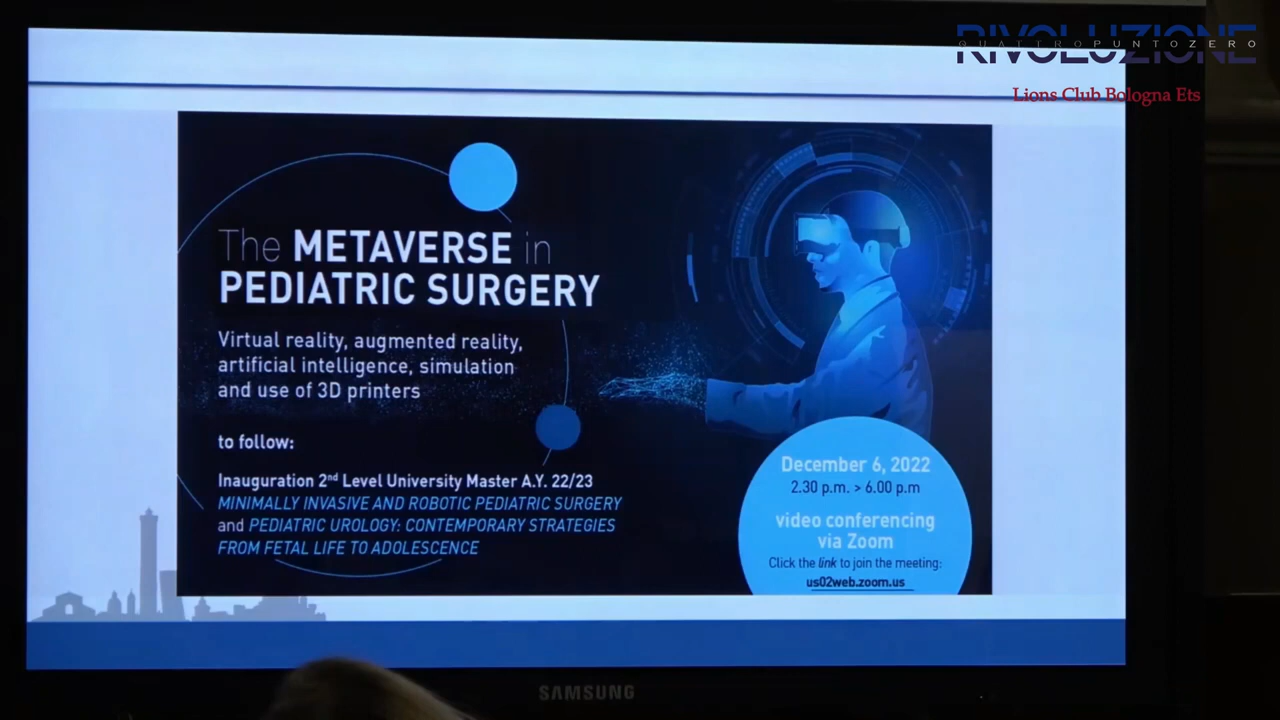 RIVOLUZIONE
QUATTROPUNTOZERO
Lions Club Bologna Ets
The METAVERSE in
PEDIATRIC SURGERY
Virtual reality, augmented reality,
artificial intelligence, simulation
and use of 3D printers
to follow:
Inauguration 2nd Level University Master A.Y. 22/23
MINIMALLY INVASIVE AND ROBOTIC PEDIATRIC SURGERY
and PEDIATRIC UROLOGY: CONTEMPORARY STRATEGIES
FROM FETAL LIFE TO ADOLESCENCE
December 6, 2022
2.30 p.m. > 6.00 p.m
video conferencing
via Zoom
Click the link to join the meeting:
us02web.zoom.us
SAMSUNG